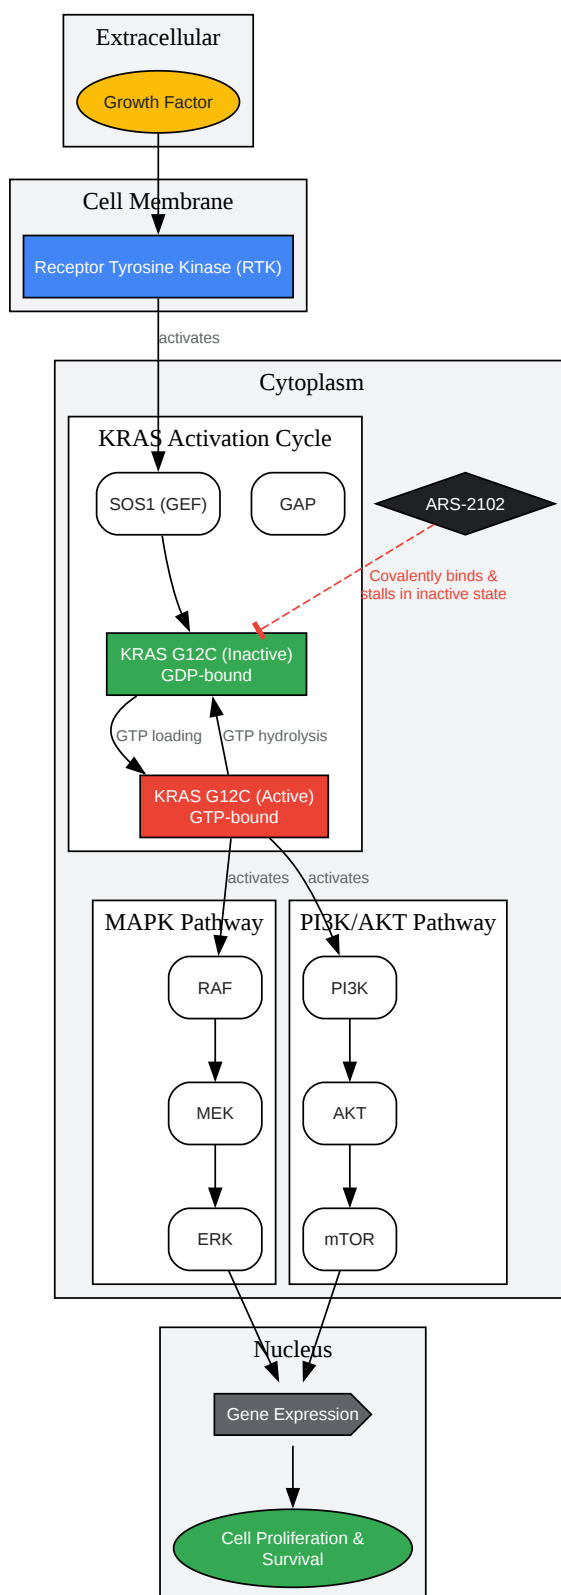 Extracellular
Growth Factor
Cell Membrane
Receptor Tyrosine Kinase (RTK)
activates
Cytoplasm
KRAS Activation Cycle
SOS1 (GEF)
GAP
ARS-2102
Covalently binds &
stalls in inactive state
KRAS G12C (Inactive)
GDP-bound
GTP loading
GTP hydrolysis
KRAS G12C (Active)
GTP-bound
activates
activates
MAPK Pathway
PI3K/AKT Pathway
RAF
PI3K
MEK
AKT
ERK
mTOR
Nucleus
Gene Expression
Cell Proliferation &
Survival